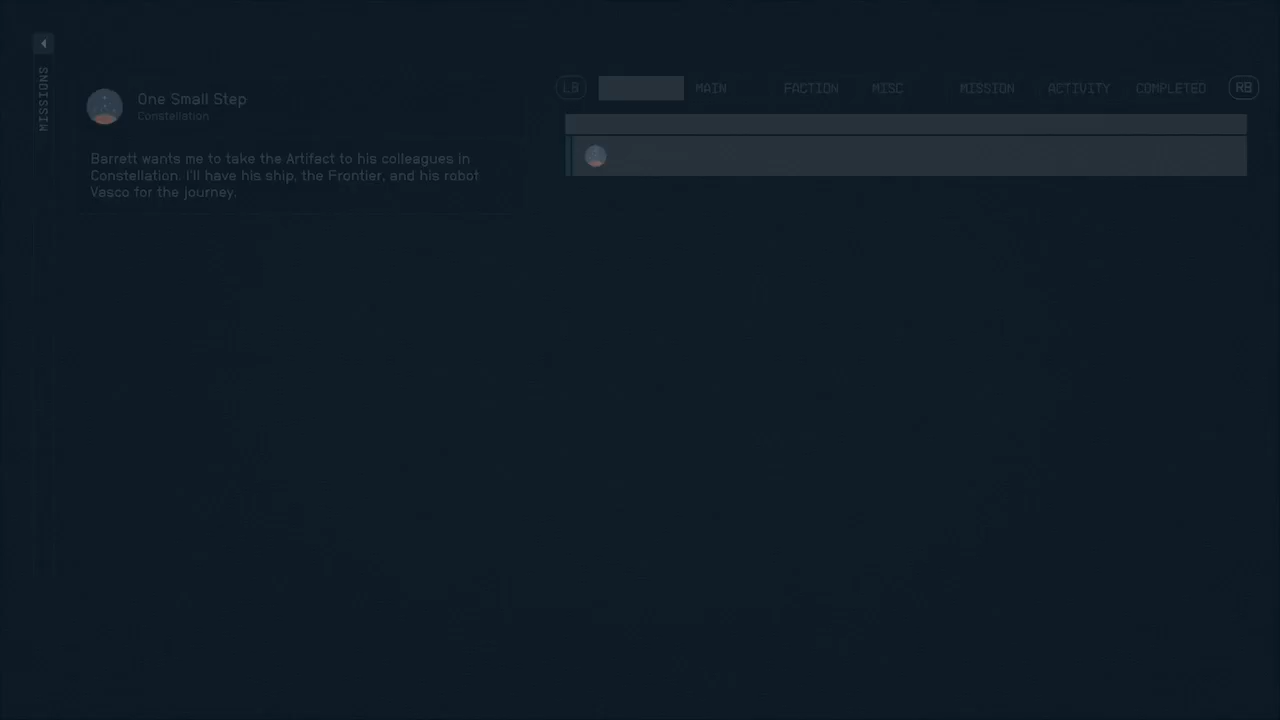 MISSIONS
One Small Step
Constellation
Barrett wants me to take the Artifact to his colleagues in
Constellation. I'll have his ship, the Frontier, and his robot
Vasco for the journey.
LB MAIN FACTION MISC MISSION ACTIVITY COMPLETED RB